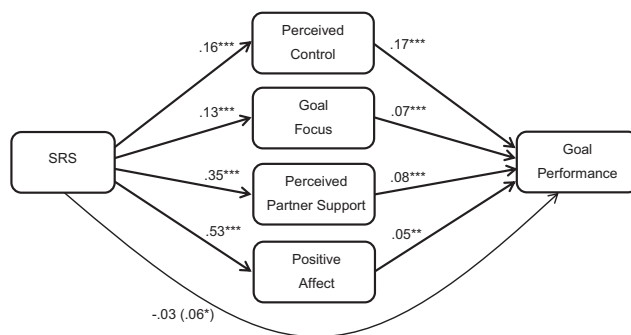 Perceived
Control
.16***
.17***
Goal
Focus
.13***
.07***
SRS
Goal
Performance
Perceived
Partner Support
.35***
.08***
.53***
.05**
Positive
Affect
-.03 (.06*)